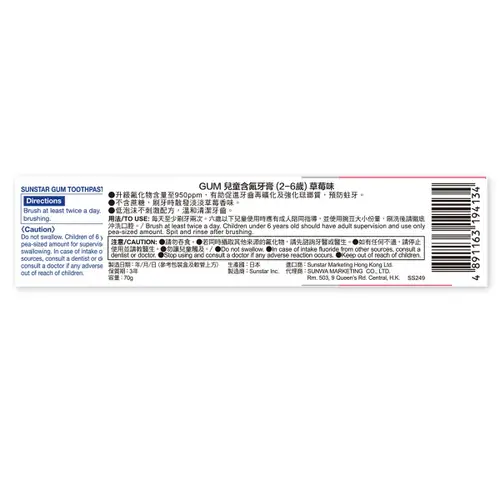 SUNSTAR GUM TOOTHPAST
Directions
Brush at least twice a day.
brushing.
〈Caution〉
Do not swallow. Children of 6 y
pea-sized amount for supervis
swallowing. In case of intake o
sources, consult a dentist or d
consult a doctor if any adverse
out of reach of children.
GUM 兒童含氟牙膏 (2-6歲) 草莓味
●升級氟化物含量至950ppm，有助促進牙齒再礦化及強化琺瑯質，預防蛀牙。
●不含蔗糖，刷牙時散發淡淡草莓香味。
●低泡沫不刺激配方，溫和清潔牙齒。
用法/TO USE: 每天至少刷牙兩次。六歲以下兒童使用時應有成人陪同指導，並使用豌豆大小份量，刷洗後請徹底
沖洗口腔。/ Brush at least twice a day. Children under 6 years old should have adult supervision and use only
pea-sized amount. Spit and rinse after brushing.
注意/CAUTION: ●請勿吞食。●若同時攝取其他來源的氟化物，請先諮詢牙醫或醫生。●如有任何不適，請停止
使用並請教醫生。●勿讓兒童觸及。/ ●Do not swallow. ●In case of intake of fluoride from other sources, consult a
dentist or doctor. ●Stop using and consult a doctor if any adverse reaction occurs. ●Keep out of reach of children.
製造日期：年/月/日 (參考包裝盒及軟管上方)
保質期：3年
容量：70g
生產國：日本
製造商：Sunstar Inc.
進口商：Sunstar Marketing Hong Kong Ltd.
代理商：SUNWA MARKETING CO., LTD.
Rm. 503, 9 Queen's Rd. Central, H.K.
SS249
4 891163 194134